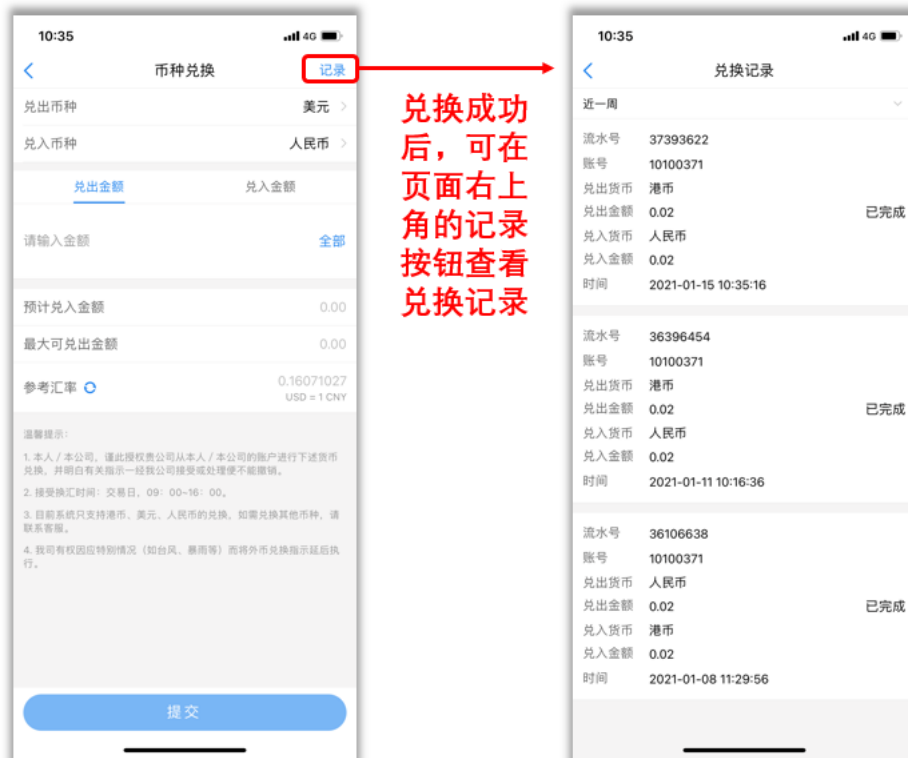 10:35
4G
币种兑换
记录
兑出币种
美元
兑入币种
人民币
兑出金额
兑入金额
请输入金额
全部
预计兑入金额
0.00
最大可兑出金额
0.00
参考汇率
0.16071027
USD = 1 CNY
温馨提示：
1. 本人 / 本公司，谨此授权贵公司从本人 / 本公司的账户进行下述货币
兑换，并明白有关指示一经我公司接受或处理便不能撤销。
2. 接受换汇时间：交易日，09：00~16：00。
3. 目前系统只支持港币、美元、人民币的兑换，如需兑换其他币种，请
联系客服。
4. 我司有权因应特别情况（如台风、暴雨等）而将外币兑换指示延后执
行。
提交
兑换成功
后，可在
页面右上
角的记录
按钮查看
兑换记录
10:35
4G
兑换记录
近一周
流水号 37393622
账号 10100371
兑出货币 港币
兑出金额 0.02 已完成
兑入货币 人民币
兑入金额 0.02
时间 2021-01-15 10:35:16
流水号 36396454
账号 10100371
兑出货币 港币
兑出金额 0.02 已完成
兑入货币 人民币
兑入金额 0.02
时间 2021-01-11 10:16:36
流水号 36106638
账号 10100371
兑出货币 人民币
兑出金额 0.02 已完成
兑入货币 港币
兑入金额 0.02
时间 2021-01-08 11:29:56